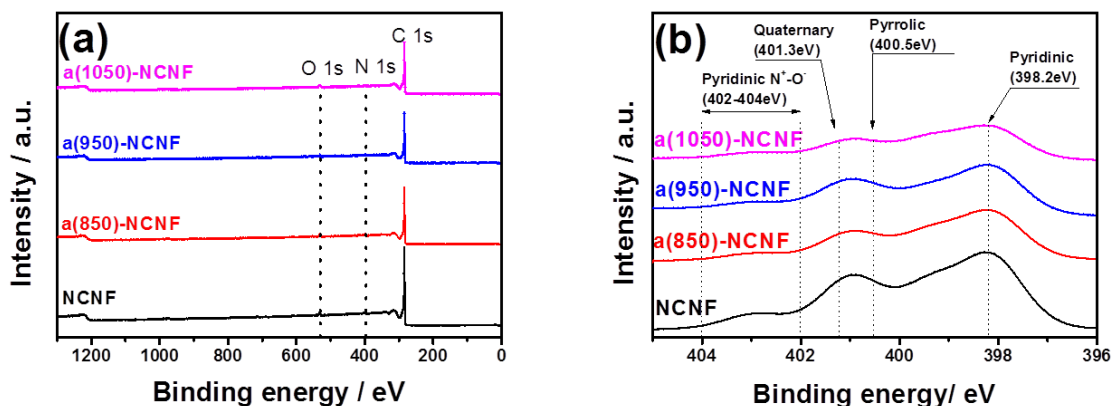 (a)
C 1s
O 1s N 1s
a(1050)-NCNF
a(950)-NCNF
a(850)-NCNF
NCNF
Intensity / a.u.
1200 1000 800 600 400 200 0
Binding energy / eV
(b)
Quaternary
(401.3eV)
Pyrrolic
(400.5eV)
Pyridinic N⁺-O⁻
(402-404eV)
Pyridinic
(398.2eV)
a(1050)-NCNF
a(950)-NCNF
a(850)-NCNF
NCNF
Intensity / a.u.
404 402 400 398 396
Binding energy/ eV